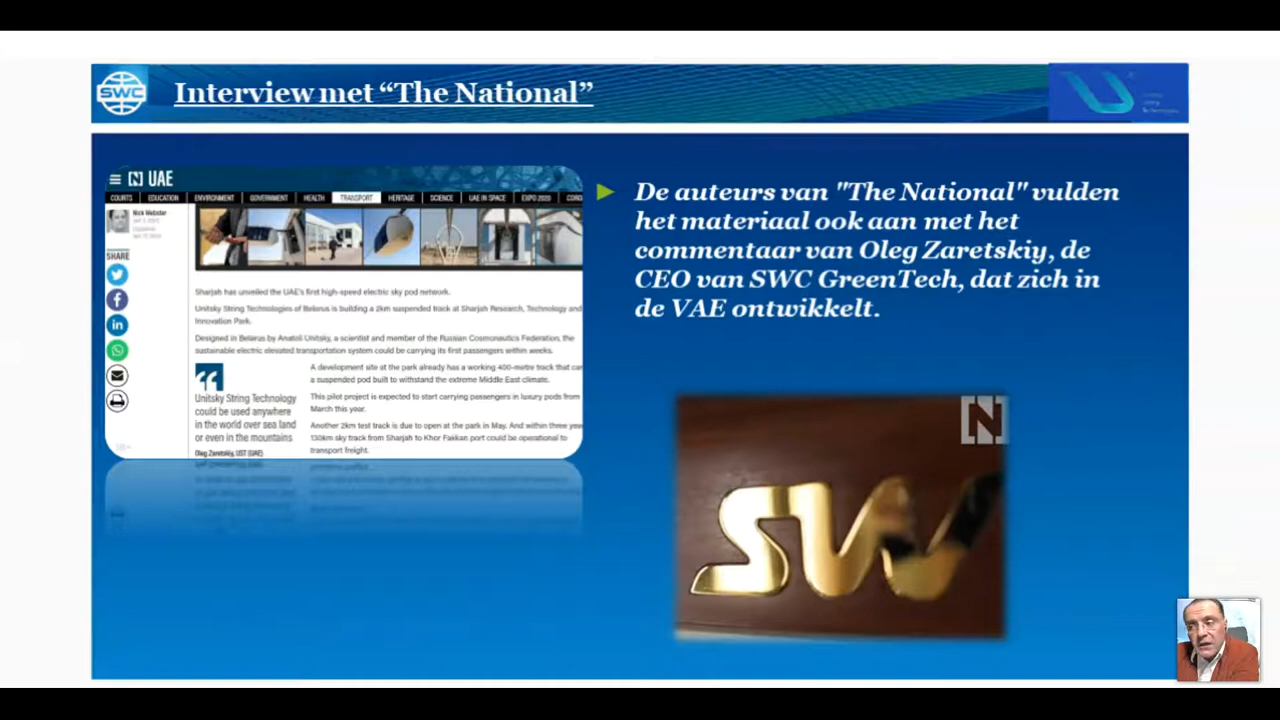 SWC
Interview met “The National”
UAE
COURTS EDUCATION ENVIRONMENT GOVERNMENT HEALTH TRANSPORT HERITAGE SCIENCE UAE IN SPACE EXPO 2020
Nick Webster
SHARE
Sharjah has unveiled the UAE's first high-speed electric sky pod network.
Unitsky String Technologies of Belarus is building a 2km suspended track at Sharjah Research, Technology and
Innovation Park.
Designed in Belarus by Anatoli Unitsky, a scientist and member of the Russian Cosmonautics Federation, the
sustainable electric elevated transportation system could be carrying its first passengers within weeks.
A development site at the park already has a working 400-metre track that can
a suspended pod built to withstand the extreme Middle East climate.
This pilot project is expected to start carrying passengers in luxury pods from
March this year.
Another 2km test track is due to open at the park in May. And within three year
130km sky track from Sharjah to Khor Fakkan port could be operational to
transport freight.
“
Unitsky String Technology
could be used anywhere
in the world over sea land
or even in the mountains
Oleg Zaretskiy, UST (UAE)
De auteurs van "The National" vulden
het materiaal ook aan met het
commentaar van Oleg Zaretskiy, de
CEO van SWC GreenTech, dat zich in
de VAE ontwikkelt.
N
SW